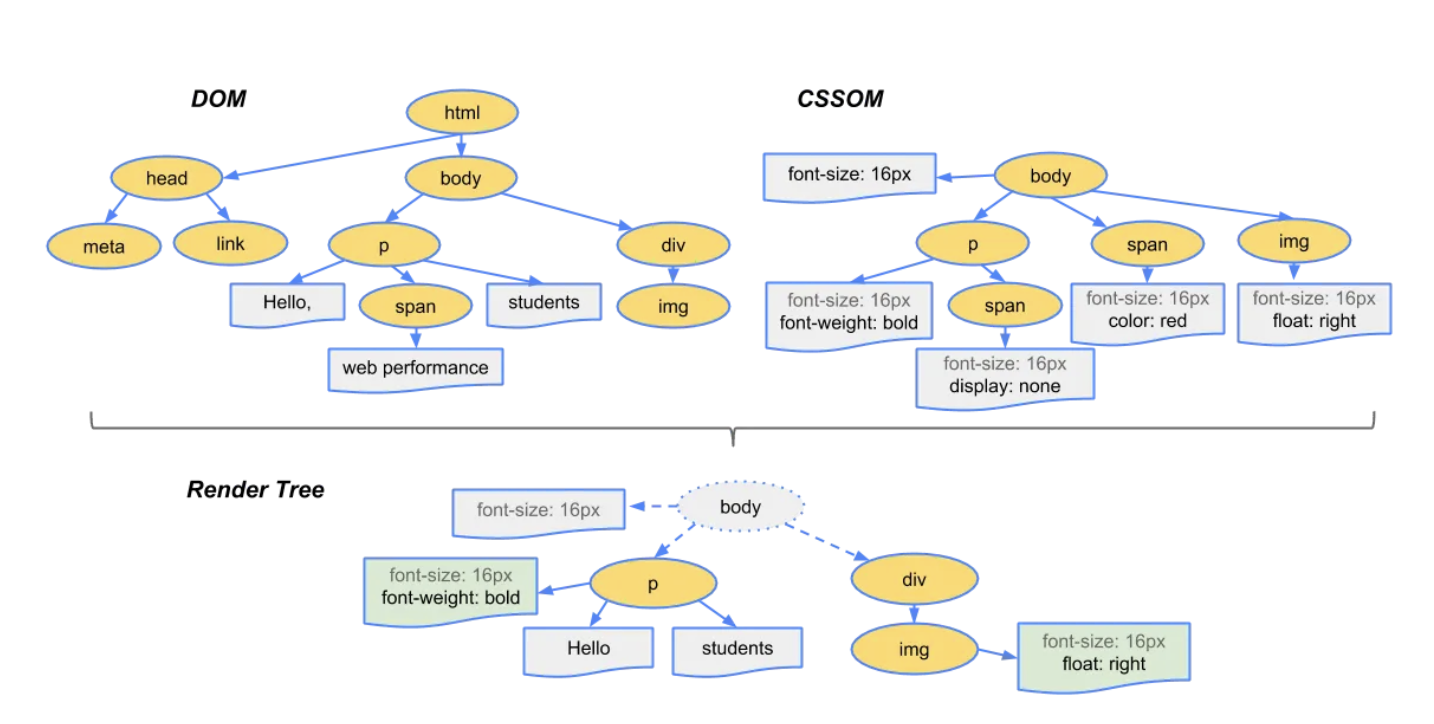 DOM
html
head
body
meta
link
p
div
Hello,
span
students
img
web performance
CSSOM
font-size: 16px
body
p
span
img
font-size: 16px
font-weight: bold
span
font-size: 16px
color: red
font-size: 16px
float: right
font-size: 16px
display: none
Render Tree
font-size: 16px
body
font-size: 16px
font-weight: bold
p
div
Hello
students
img
font-size: 16px
float: right